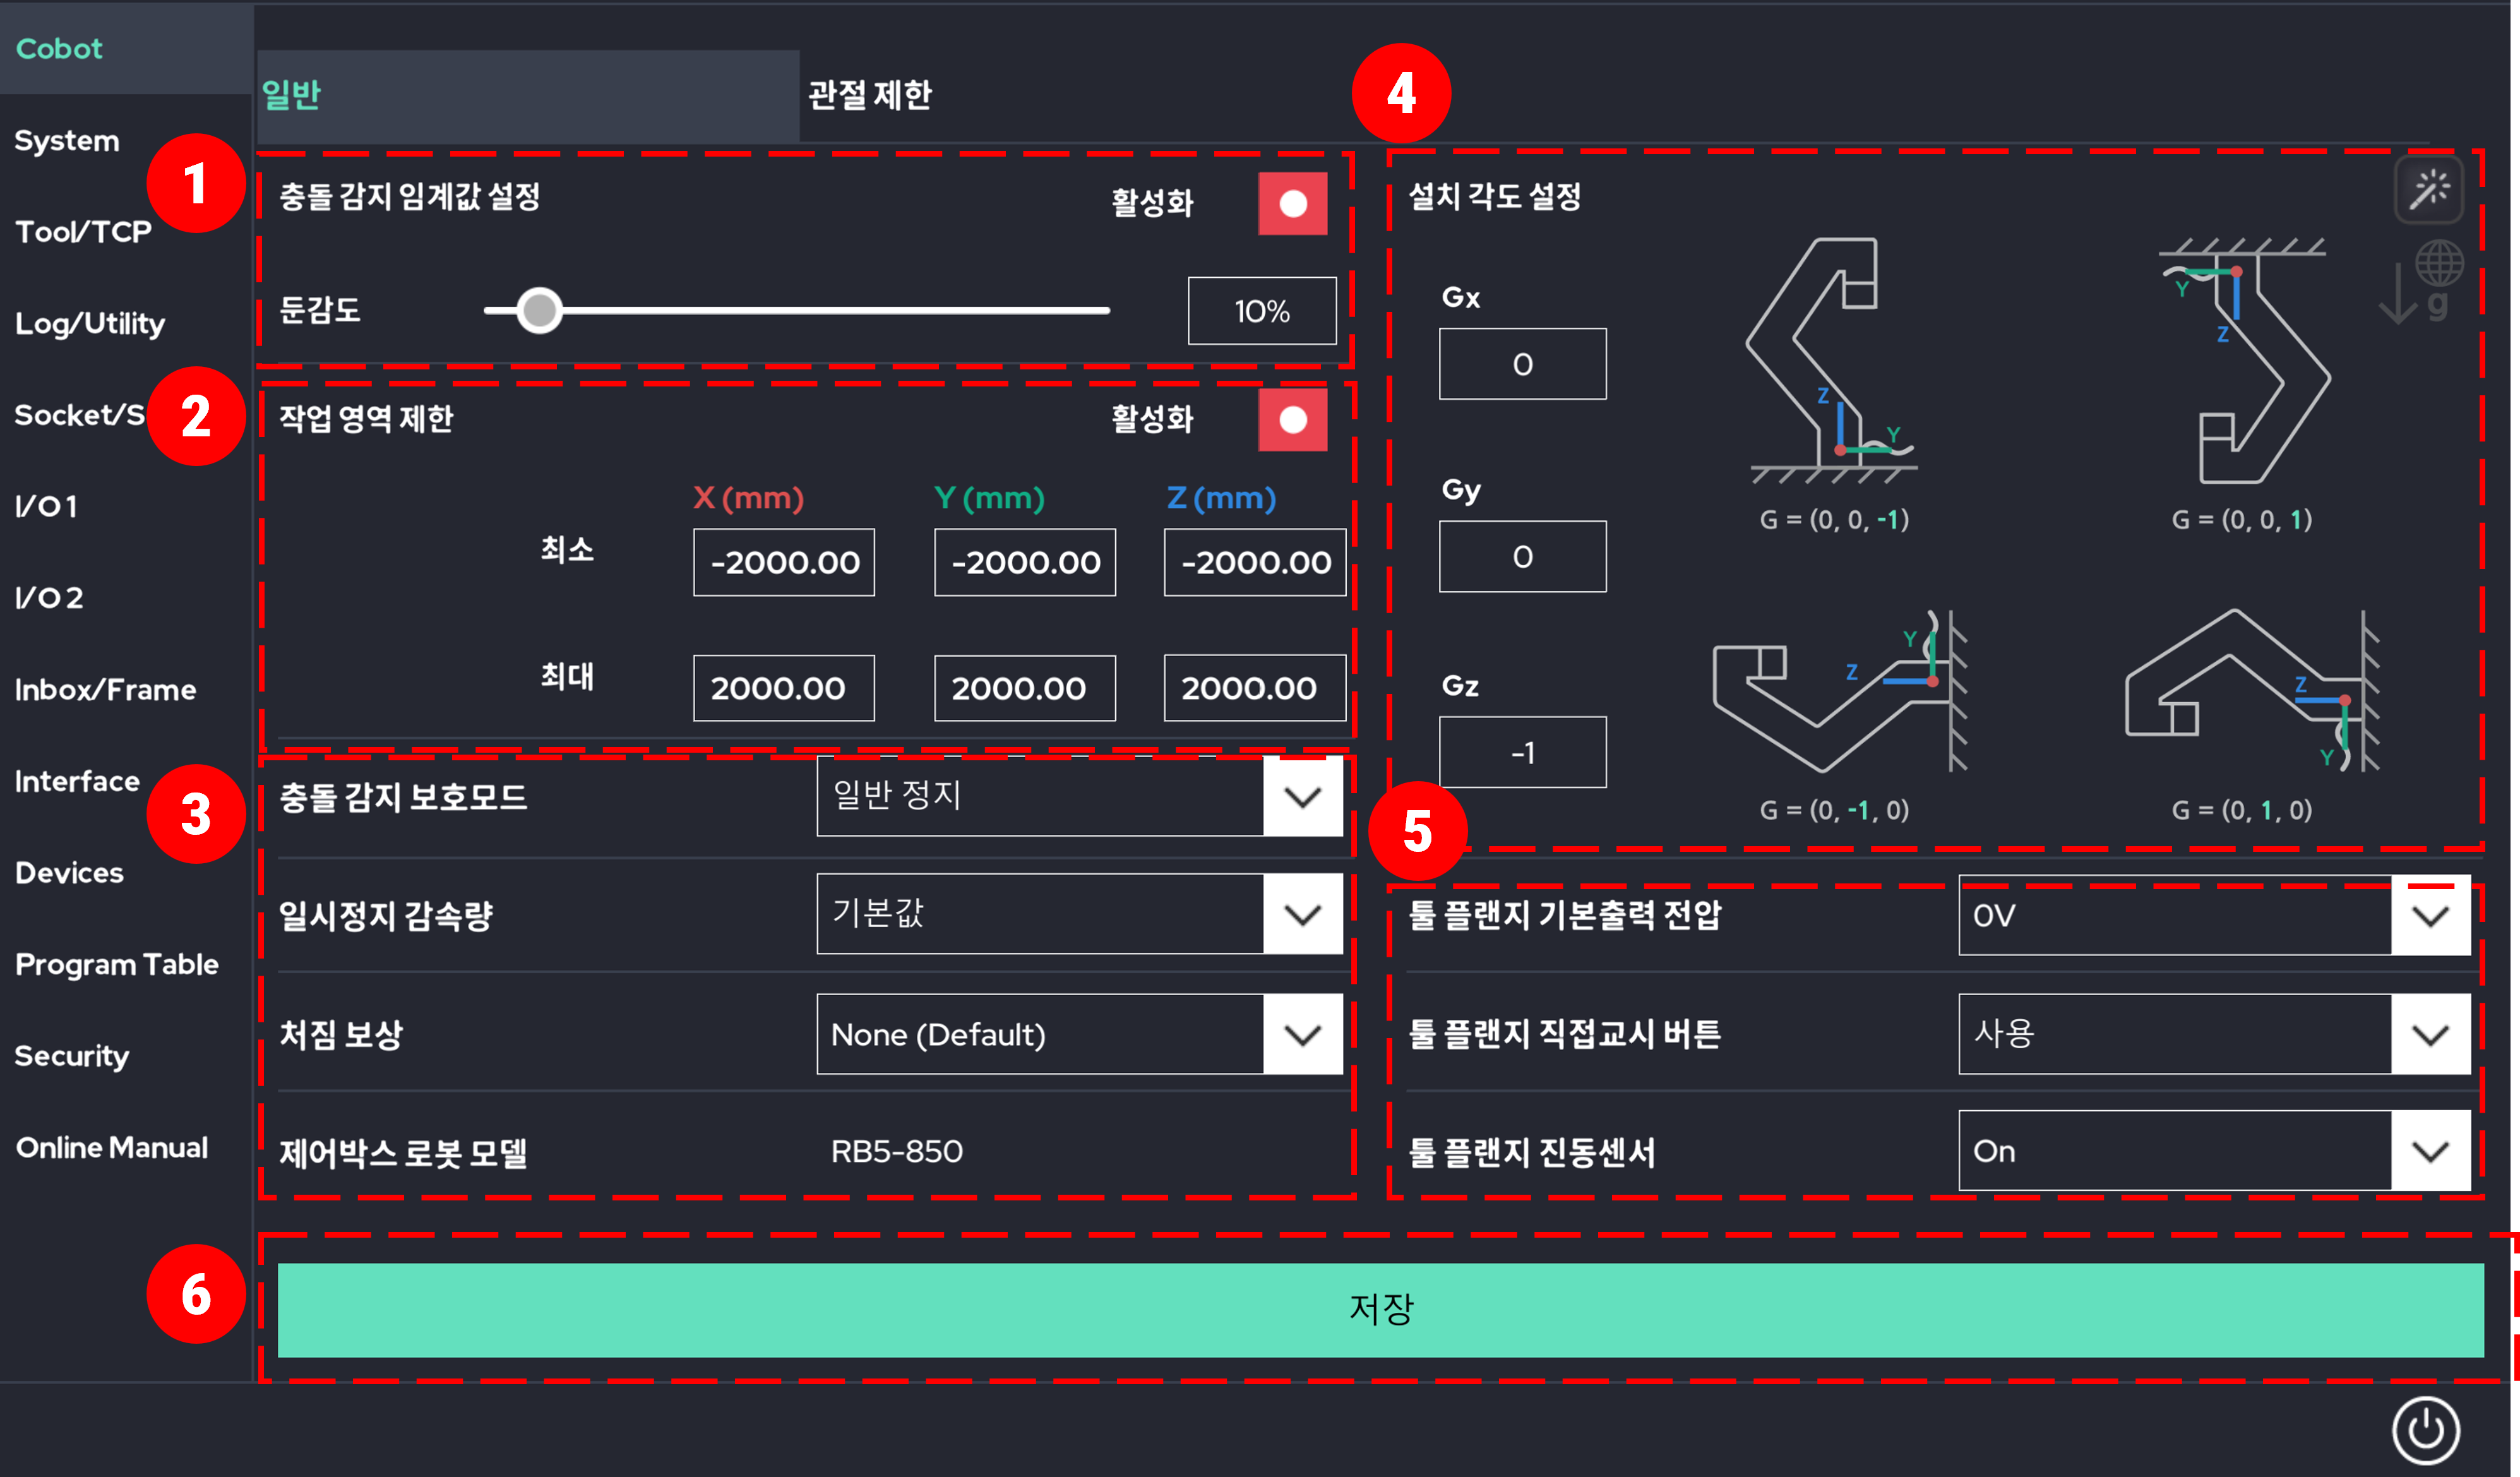 Cobot
System
Tool/TCP
Log/Utility
Socket/S
I/O 1
I/O 2
Inbox/Frame
Interface
Devices
Program Table
Security
Online Manual
일반
관절 제한
1
충돌 감지 임계값 설정
활성화
둔감도
10%
2
작업 영역 제한
활성화
X (mm)
Y (mm)
Z (mm)
최소
-2000.00
-2000.00
-2000.00
최대
2000.00
2000.00
2000.00
3
충돌 감지 보호모드
일반 정지
일시정지 감속량
기본값
처짐 보상
None (Default)
제어박스 로봇 모델
RB5-850
4
설치 각도 설정
g
Gx
0
Gy
0
Gz
-1
Z
Y
G = (0, 0, -1)
Y
Z
G = (0, 0, 1)
Y
Z
G = (0, -1, 0)
Z
Y
G = (0, 1, 0)
5
툴 플랜지 기본출력 전압
0V
툴 플랜지 직접교시 버튼
사용
툴 플랜지 진동센서
On
6
저장